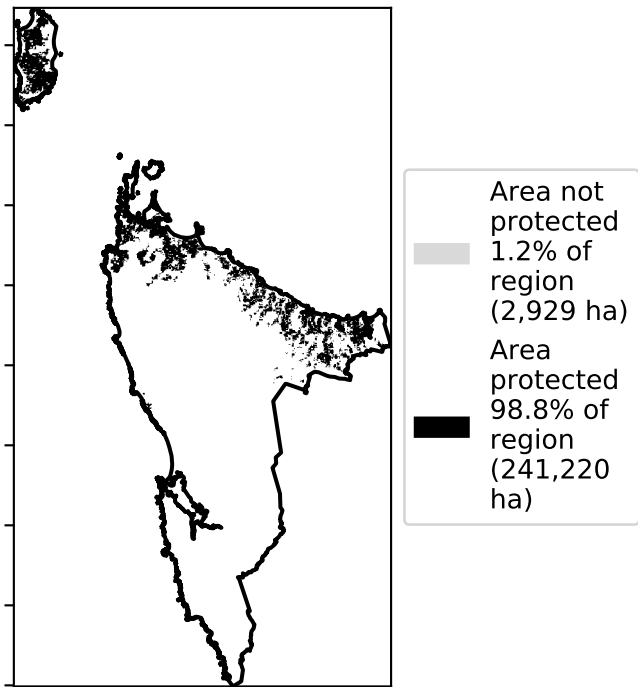 Area not
protected
1.2% of
region
(2,929 ha)
Area
protected
98.8% of
region
(241,220
ha)